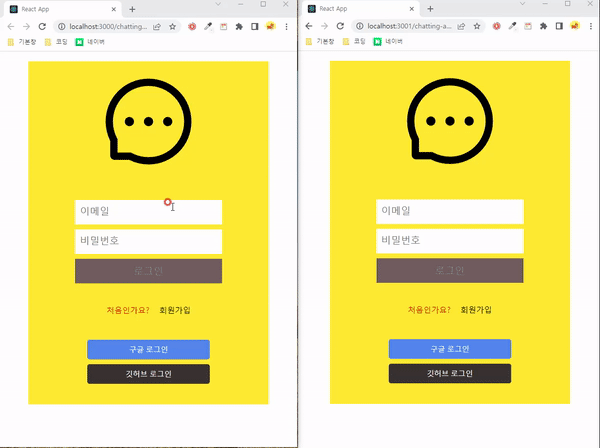 React App
localhost:3000/chatting...
기본창
코딩
네이버
이메일
비밀번호
로그인
처음인가요? 회원가입
구글 로그인
깃허브 로그인
React App
localhost:3001/chatting-a...
기본창
코딩
네이버
이메일
비밀번호
로그인
처음인가요? 회원가입
구글 로그인
깃허브 로그인